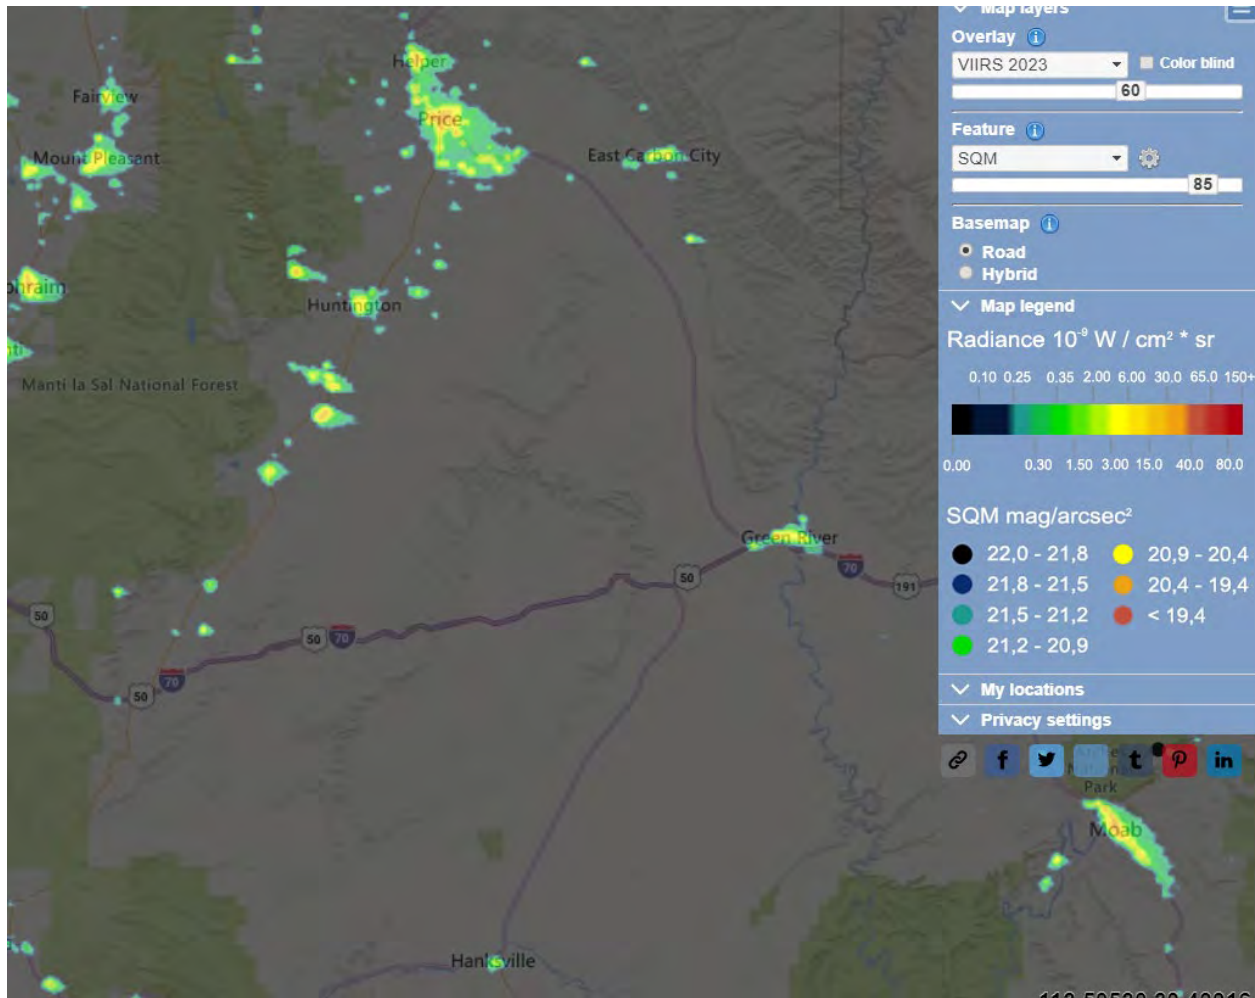 Helper
Fairview
Price
Mount Pleasant
East Carbon City
phraim
Huntington
nti
Manti la Sal National Forest
Green River
50
70
191
50
50
70
50
70
Park
Moab
Hanksville
Map layers
Overlay
VIIRS 2023
Color blind
60
Feature
SQM
85
Basemap
Road
Hybrid
Map legend
Radiance 10⁻⁹ W / cm² * sr
0.10 0.25 0.35 2.00 6.00 30.0 65.0 150+
0.00 0.30 1.50 3.00 15.0 40.0 80.0
SQM mag/arcsec²
22,0 - 21,8
20,9 - 20,4
21,8 - 21,5
20,4 - 19,4
21,5 - 21,2
< 19,4
21,2 - 20,9
My locations
Privacy settings
f
t
in